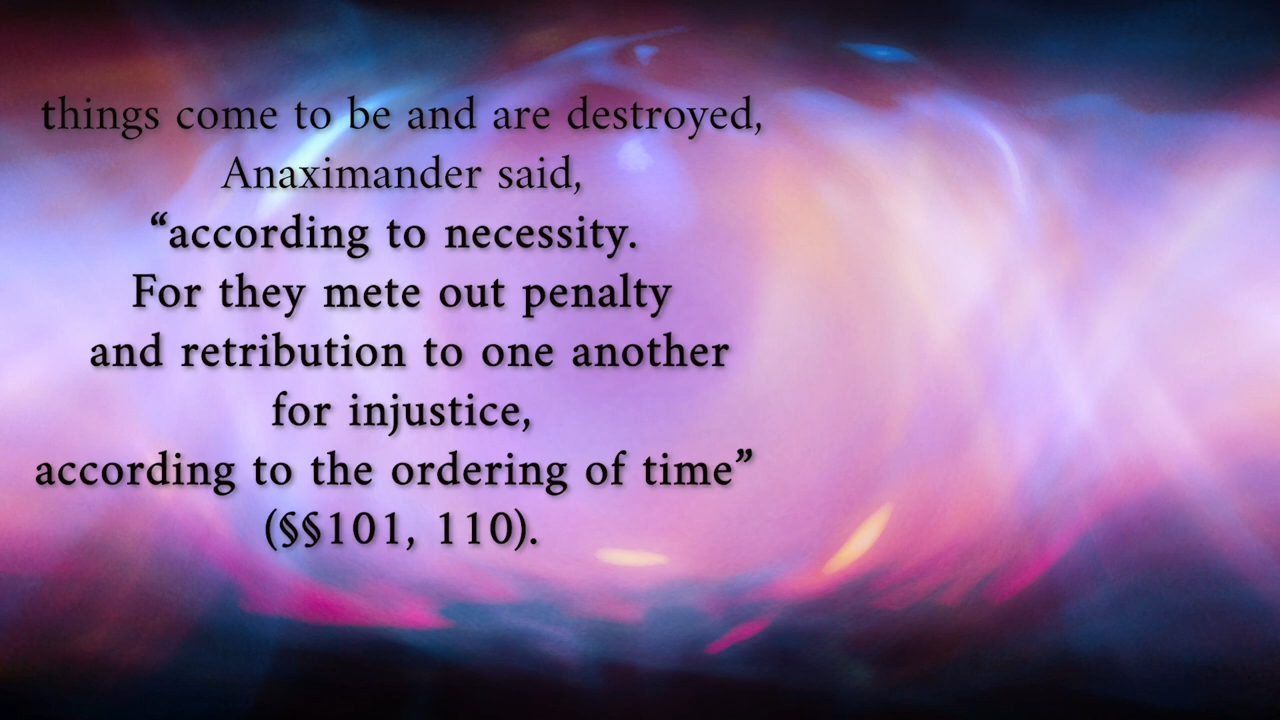 things come to be and are destroyed,
Anaximander said,
“according to necessity.
For they mete out penalty
and retribution to one another
for injustice,
according to the ordering of time”
(§§101, 110).